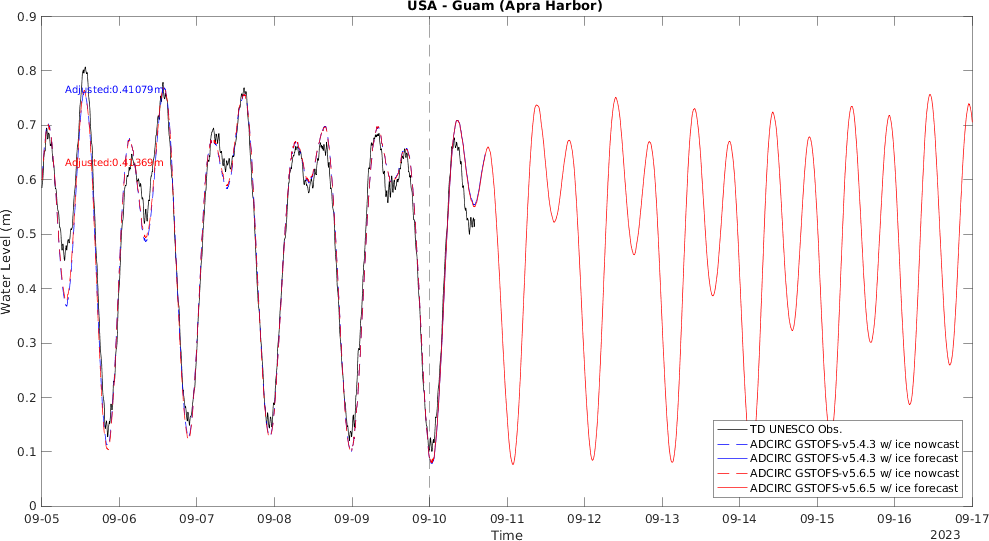 USA - Guam (Apra Harbor)
0.9
0.8
0.7
0.6
0.5
0.4
0.3
0.2
0.1
0
Water Level (m)
Adjusted:0.41079m
Adjusted:0.41369m
TD UNESCO Obs.
ADCIRC GSTOFS-v5.4.3 w/ ice nowcast
ADCIRC GSTOFS-v5.4.3 w/ ice forecast
ADCIRC GSTOFS-v5.6.5 w/ ice nowcast
ADCIRC GSTOFS-v5.6.5 w/ ice forecast
09-05 09-06 09-07 09-08 09-09 09-10 09-11 09-12 09-13 09-14 09-15 09-16 09-17
Time
2023